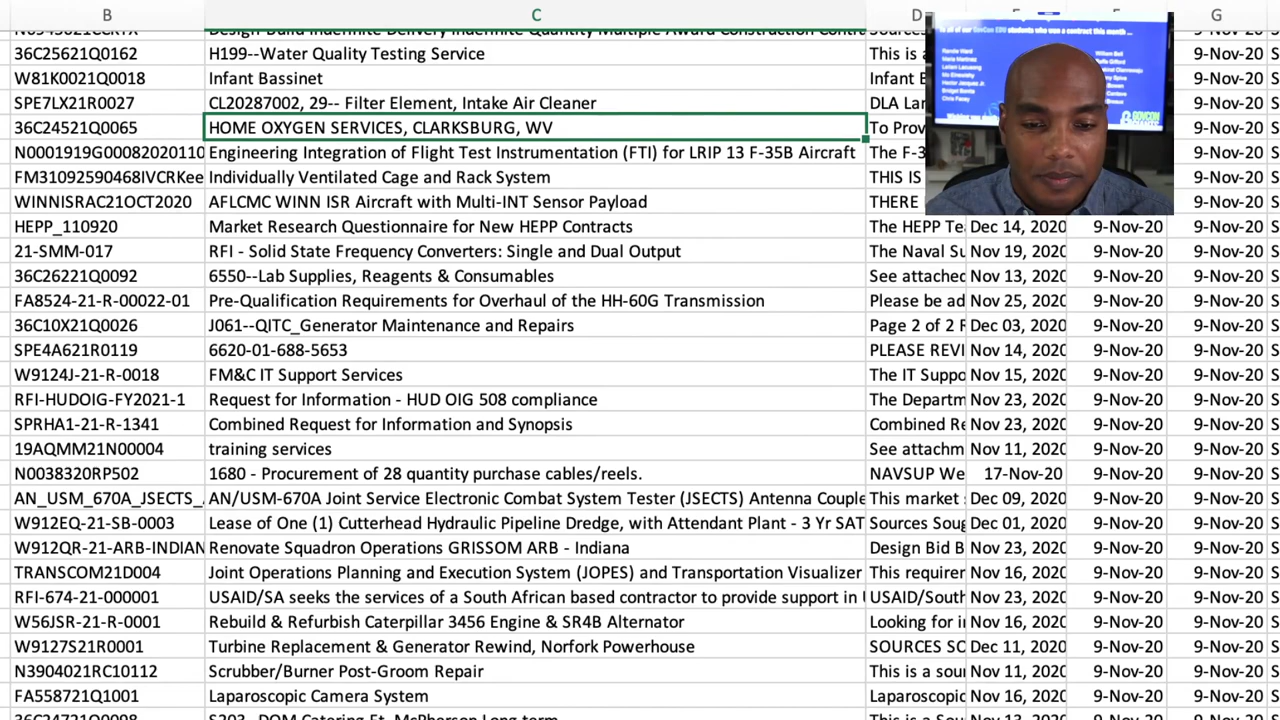 B C D G
36C25621Q0162 H199--Water Quality Testing Service This is a 9-Nov-20 S
W81K0021Q0018 Infant Bassinet Infant B 9-Nov-20 S
SPE7LX21R0027 CL20287002, 29-- Filter Element, Intake Air Cleaner DLA Lan 9-Nov-20 S
36C24521Q0065 HOME OXYGEN SERVICES, CLARKSBURG, WV To Prov 9-Nov-20 S
N0001919G00082020110 Engineering Integration of Flight Test Instrumentation (FTI) for LRIP 13 F-35B Aircraft The F-3 9-Nov-20 S
FM31092590468IVCRKee Individually Ventilated Cage and Rack System THIS IS 9-Nov-20 S
WINNISRAC21OCT2020 AFLCMC WINN ISR Aircraft with Multi-INT Sensor Payload THERE 9-Nov-20 S
HEPP_110920 Market Research Questionnaire for New HEPP Contracts The HEPP Te Dec 14, 2020 9-Nov-20 9-Nov-20 S
21-SMM-017 RFI - Solid State Frequency Converters: Single and Dual Output The Naval Su Nov 19, 2020 9-Nov-20 9-Nov-20 S
36C26221Q0092 6550--Lab Supplies, Reagents & Consumables See attached Nov 13, 2020 9-Nov-20 9-Nov-20 S
FA8524-21-R-00022-01 Pre-Qualification Requirements for Overhaul of the HH-60G Transmission Please be ad Nov 25, 2020 9-Nov-20 9-Nov-20 S
36C10X21Q0026 J061--QITC_Generator Maintenance and Repairs Page 2 of 2 Dec 03, 2020 9-Nov-20 9-Nov-20 S
SPE4A621R0119 6620-01-688-5653 PLEASE REVI Nov 14, 2020 9-Nov-20 9-Nov-20 S
W9124J-21-R-0018 FM&C IT Support Services The IT Suppo Nov 15, 2020 9-Nov-20 9-Nov-20 S
RFI-HUDOIG-FY2021-1 Request for Information - HUD OIG 508 compliance The Departm Nov 23, 2020 9-Nov-20 9-Nov-20 S
SPRHA1-21-R-1341 Combined Request for Information and Synopsis Combined Re Nov 23, 2020 9-Nov-20 9-Nov-20 S
19AQMM21N00004 training services See attachm Nov 11, 2020 9-Nov-20 9-Nov-20 S
N0038320RP502 1680 - Procurement of 28 quantity purchase cables/reels. NAVSUP We 17-Nov-20 9-Nov-20 9-Nov-20 S
AN_USM_670A_JSECTS_ AN/USM-670A Joint Service Electronic Combat System Tester (JSECTS) Antenna Couple This market Dec 09, 2020 9-Nov-20 9-Nov-20 S
W912EQ-21-SB-0003 Lease of One (1) Cutterhead Hydraulic Pipeline Dredge, with Attendant Plant - 3 Yr SAT Sources Soug Dec 01, 2020 9-Nov-20 9-Nov-20 S
W912QR-21-ARB-INDIAN Renovate Squadron Operations GRISSOM ARB - Indiana Design Bid B Nov 23, 2020 9-Nov-20 9-Nov-20 S
TRANSCOM21D004 Joint Operations Planning and Execution System (JOPES) and Transportation Visualizer This requirer Nov 16, 2020 9-Nov-20 9-Nov-20 S
RFI-674-21-000001 USAID/SA seeks the services of a South African based contractor to provide support in USAID/South Nov 23, 2020 9-Nov-20 9-Nov-20 S
W56JSR-21-R-0001 Rebuild & Refurbish Caterpillar 3456 Engine & SR4B Alternator Looking for Nov 16, 2020 9-Nov-20 9-Nov-20 S
W9127S21R0011 Turbine Replacement & Generator Rewind, Norfork Powerhouse SOURCES SO Dec 11, 2020 9-Nov-20 9-Nov-20 S
N3904021RC10112 Scrubber/Burner Post-Groom Repair This is a sour Nov 11, 2020 9-Nov-20 9-Nov-20 S
FA558721Q1001 Laparoscopic Camera System Laparoscopic Nov 16, 2020 9-Nov-20 9-Nov-20 S